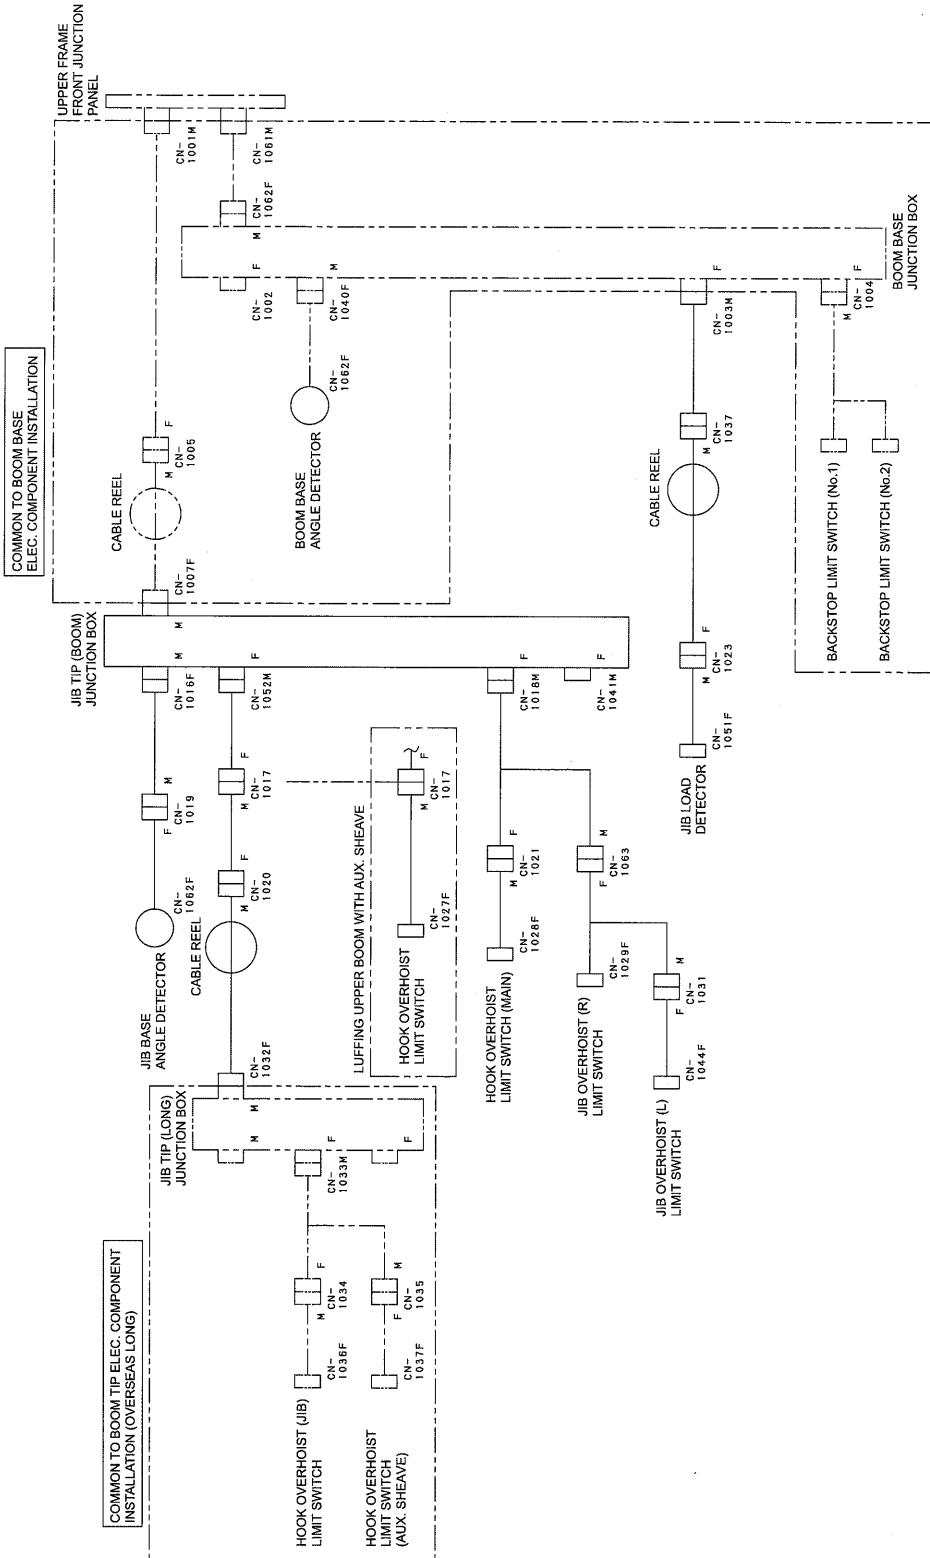 COMMON TO BOOM TIP ELEC. COMPONENT
INSTALLATION (OVERSEAS LONG)
COMMON TO BOOM BASE
ELEC. COMPONENT INSTALLATION
UPPER FRAME
FRONT JUNCTION
PANEL
JIB TIP (LONG)
JUNCTION BOX
JIB TIP (BOOM)
JUNCTION BOX
CABLE REEL
CN-
1007F
M
CN-
1005
M
F
CN-
1001M
CN-
1061M
CN-
1062F
M
F
CN-
1002
M
CN-
1040F
CN-
1062F
BOOM BASE
ANGLE DETECTOR
BOOM BASE
JUNCTION BOX
JIB BASE
ANGLE DETECTOR
CN-
1062F
F
CN-
1019
M
CN-
1016F
M
CABLE REEL
CN-
1032F
M
M
CN-
1020
F
M
CN-
1017
F
CN-
1052M
F
M
HOOK OVERHOIST (JIB)
LIMIT SWITCH
CN-
1036F
M
CN-
1034
F
CN-
1033M
F
HOOK OVERHOIST
LIMIT SWITCH
(AUX. SHEAVE)
CN-
1037F
F
CN-
1035
M
F
LUFFING UPPER BOOM WITH AUX. SHEAVE
HOOK OVERHOIST
LIMIT SWITCH
CN-
1027F
M
CN-
1017
F
HOOK OVERHOIST
LIMIT SWITCH (MAIN)
CN-
1028F
M
CN-
1021
F
CN-
1018M
F
CN-
1041M
F
JIB OVERHOIST (R)
LIMIT SWITCH
CN-
1029F
F
CN-
1063
M
JIB OVERHOIST (L)
LIMIT SWITCH
CN-
1044F
F
CN-
1031
M
JIB LOAD
DETECTOR
CN-
1051F
M
CN-
1023
F
CABLE REEL
M
CN-
1037
CN-
1003M
F
BACKSTOP LIMIT SWITCH (No.1)
BACKSTOP LIMIT SWITCH (No.2)
M
CN-
1004
F